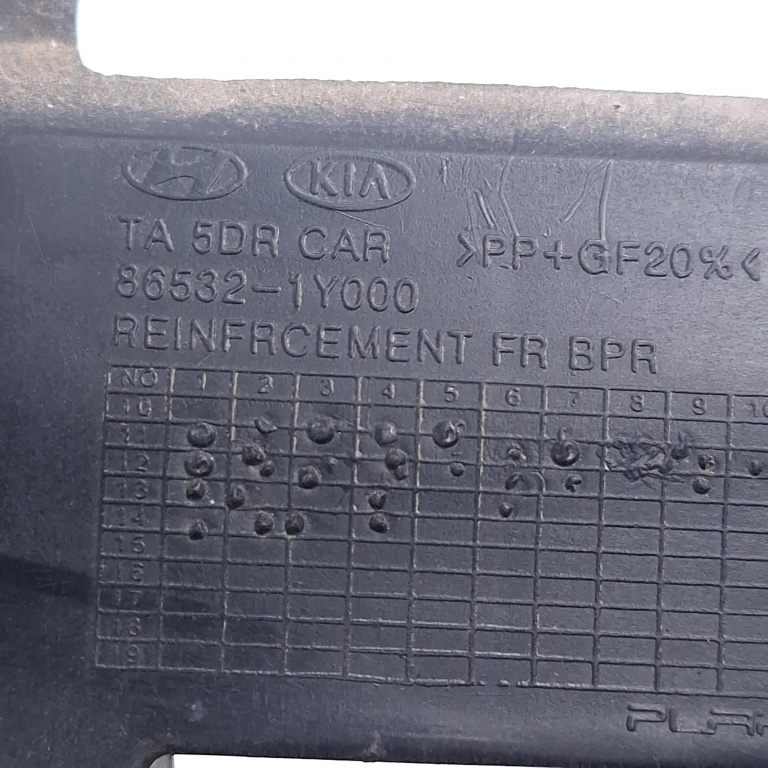 KIA
TA 5DR CAR >PP+GF20%<
86532-1Y000
REINFRCEMENT FR BPR
NO 1 2 3 4 5 6 7 8 9 10
10
11
12
13
14
15
16
17
18
19